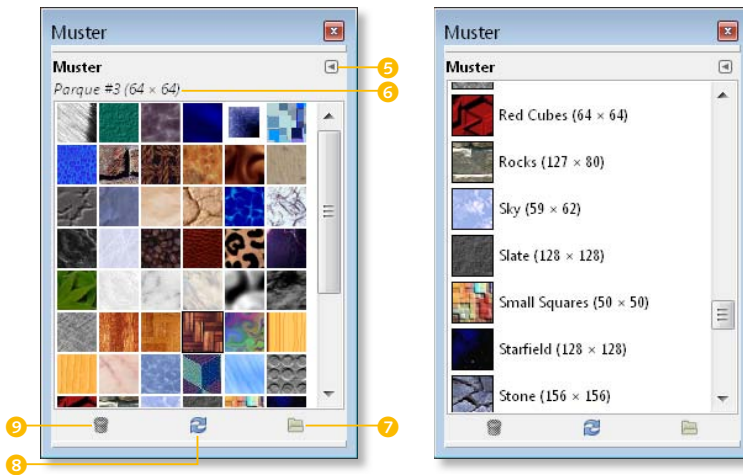 Muster
Muster
Parque #3 (64 × 64)
5
6
9
8
7
Muster
Muster
Red Cubes (64 × 64)
Rocks (127 × 80)
Sky (59 × 62)
Slate (128 × 128)
Small Squares (50 × 50)
Starfield (128 × 128)
Stone (156 × 156)